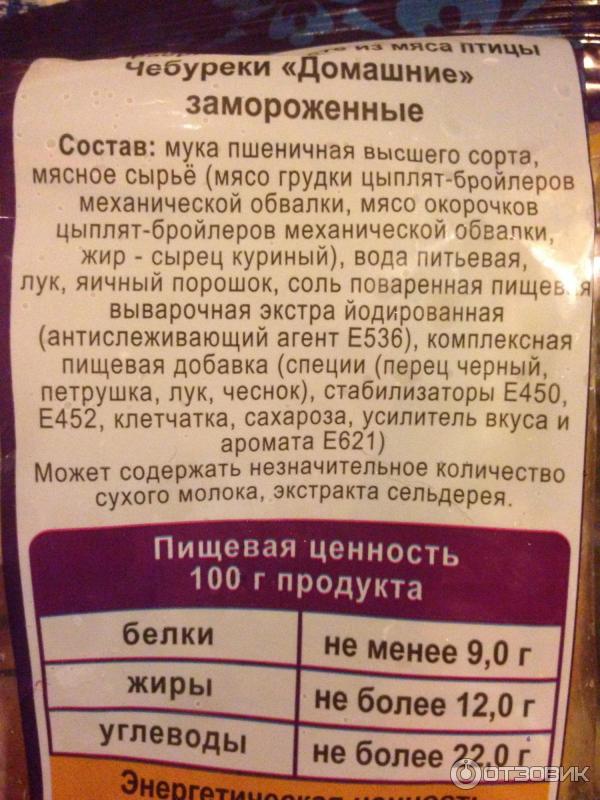 из мяса птицы
Чебуреки «Домашние»
замороженные
Состав: мука пшеничная высшего сорта,
мясное сырьё (мясо грудки цыплят-бройлеров
механической обвалки, мясо окорочков
цыплят-бройлеров механической обвалки,
жир - сырец куриный), вода питьевая,
лук, яичный порошок, соль поваренная пищевая
выварочная экстра йодированная
(антислеживающий агент Е536), комплексная
пищевая добавка (специи (перец черный,
петрушка, лук, чеснок), стабилизаторы Е450,
Е452, клетчатка, сахароза, усилитель вкуса и
аромата Е621)
Может содержать незначительное количество
сухого молока, экстракта сельдерея.
Пищевая ценность
100 г продукта
белки не менее 9,0 г
жиры не более 12,0 г
углеводы не более 22,0 г
Энергетическая ценность
ОТЗОВИК